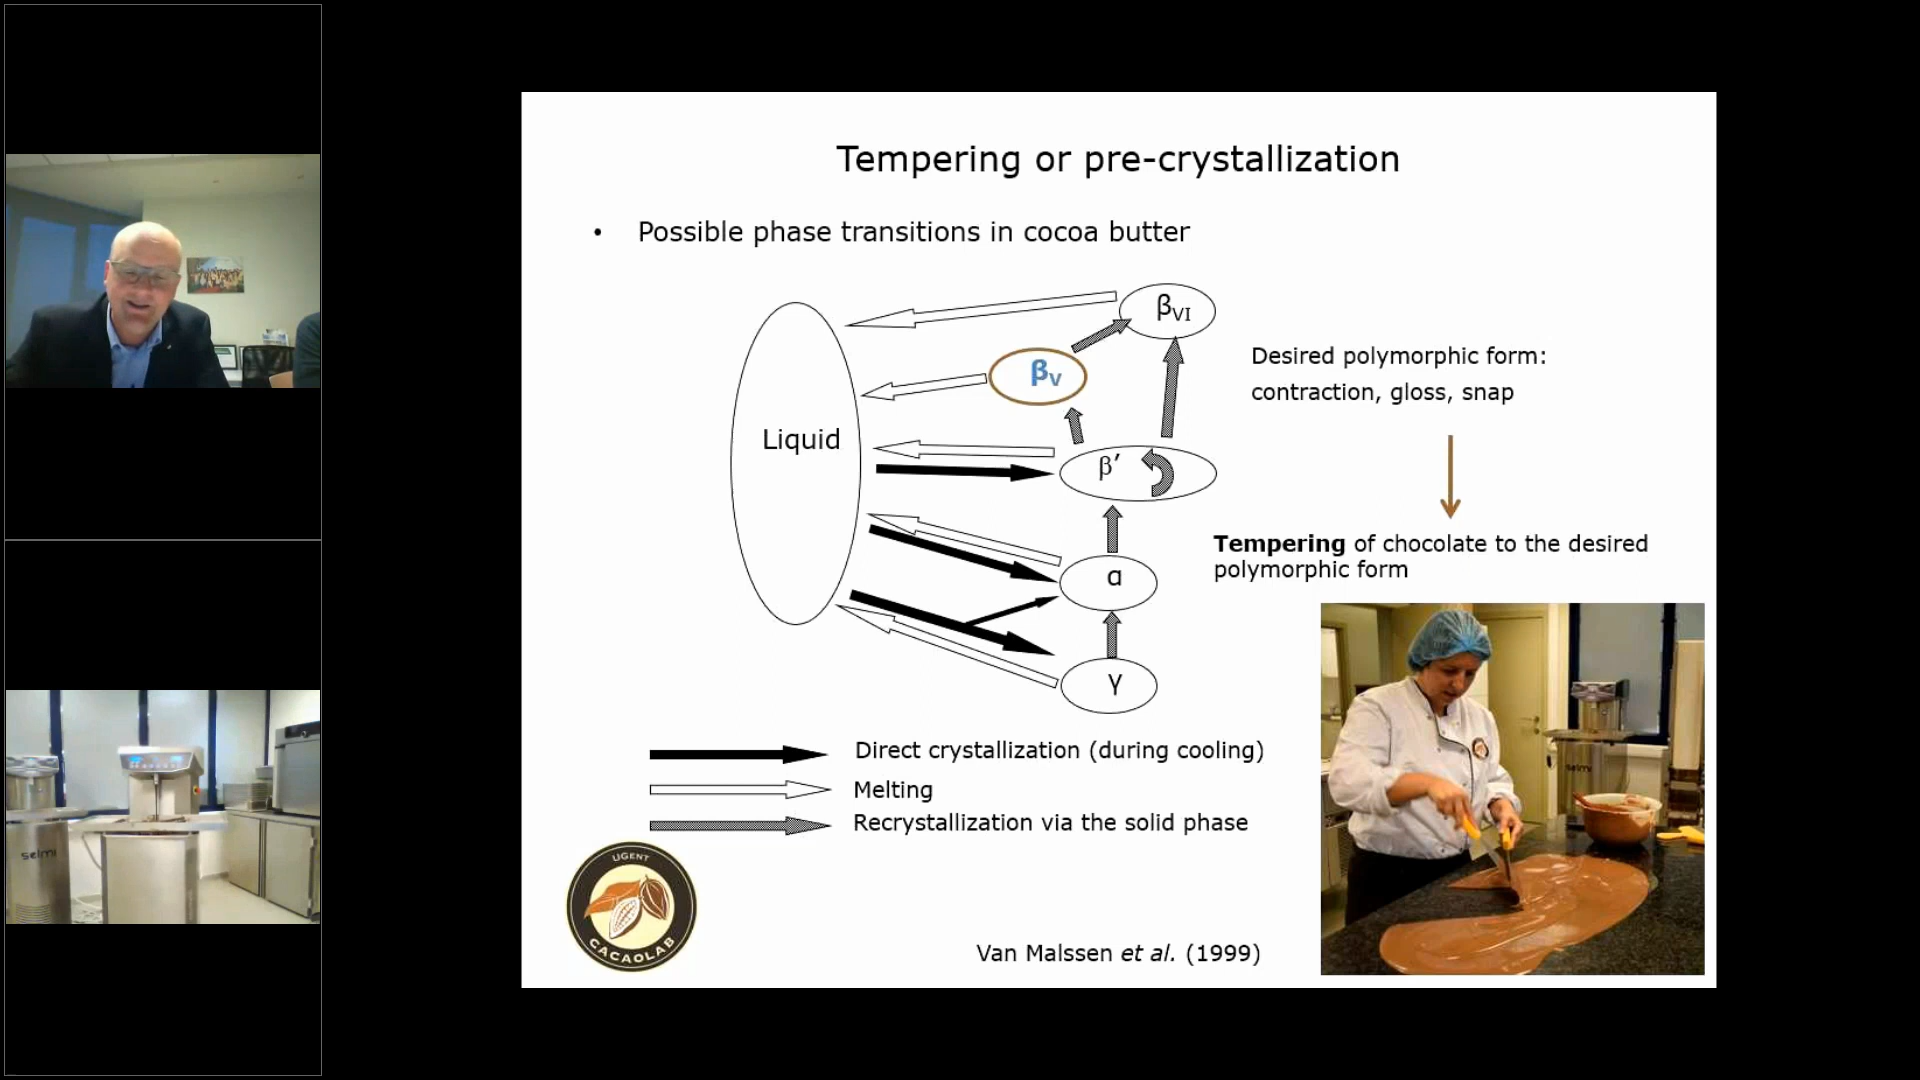 Tempering or pre-crystallization
• Possible phase transitions in cocoa butter
βVI
βV
Desired polymorphic form:
contraction, gloss, snap
Liquid
β′
Tempering of chocolate to the desired
polymorphic form
α
γ
Direct crystallization (during cooling)
Melting
Recrystallization via the solid phase
UGENT
CACAOLAB
Van Malssen et al. (1999)
selmi
selmi